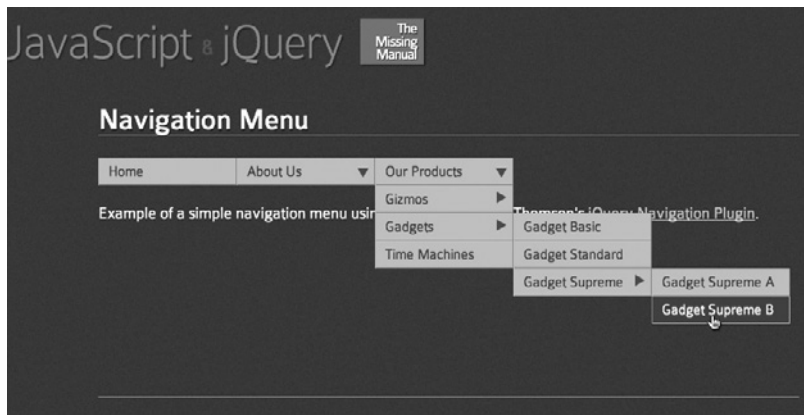 JavaScript & jQuery
The
Missing
Manual
Navigation Menu
Home About Us Our Products
Gizmos
Example of a simple navigation menu usin Thomson's jQuery Navigation Plugin.
Gadgets Gadget Basic
Time Machines Gadget Standard
Gadget Supreme Gadget Supreme A
Gadget Supreme B